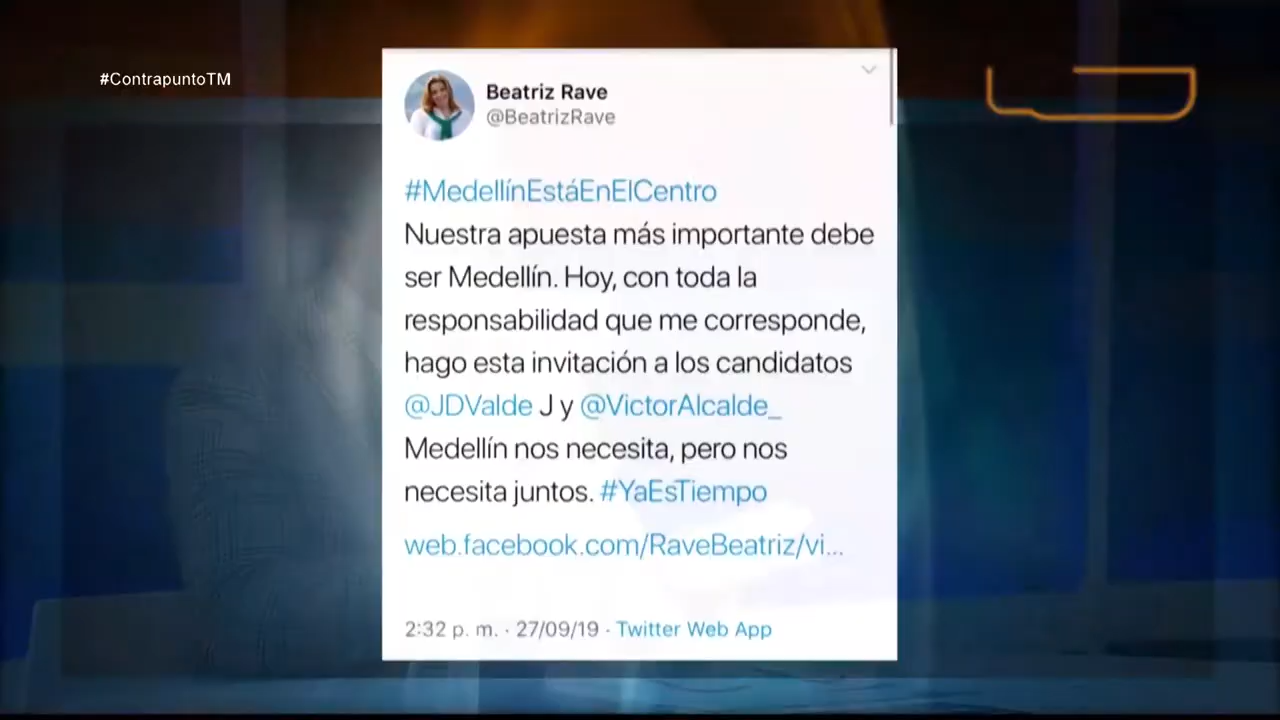 #ContrapuntoTM
Beatriz Rave
@BeatrizRave
#MedellínEstáEnElCentro
Nuestra apuesta más importante debe
ser Medellín. Hoy, con toda la
responsabilidad que me corresponde,
hago esta invitación a los candidatos
@JDValde J y @VictorAlcalde_
Medellín nos necesita, pero nos
necesita juntos. #YaEsTiempo
web.facebook.com/RaveBeatriz/vi...
2:32 p. m. · 27/09/19 · Twitter Web App